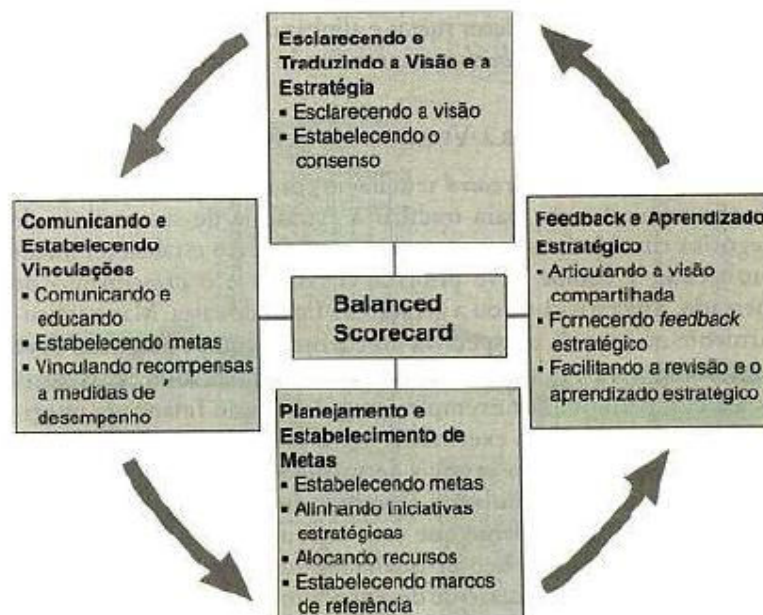 Esclarecendo e
Traduzindo a Visão e a
Estratégia
▪ Esclarecendo a visão
▪ Estabelecendo o
consenso
Comunicando e
Estabelecendo
Vinculações
▪ Comunicando e
educando
▪ Estabelecendo metas
▪ Vinculando recompensas
a medidas de
desempenho
Balanced
Scorecard
Feedback e Aprendizado
Estratégico
▪ Articulando a visão
compartilhada
▪ Fornecendo feedback
estratégico
▪ Facilitando a revisão e o
aprendizado estratégico
Planejamento e
Estabelecimento de
Metas
▪ Estabelecendo metas
▪ Alinhando iniciativas
estratégicas
▪ Alocando recursos
▪ Estabelecendo marcos
de referência